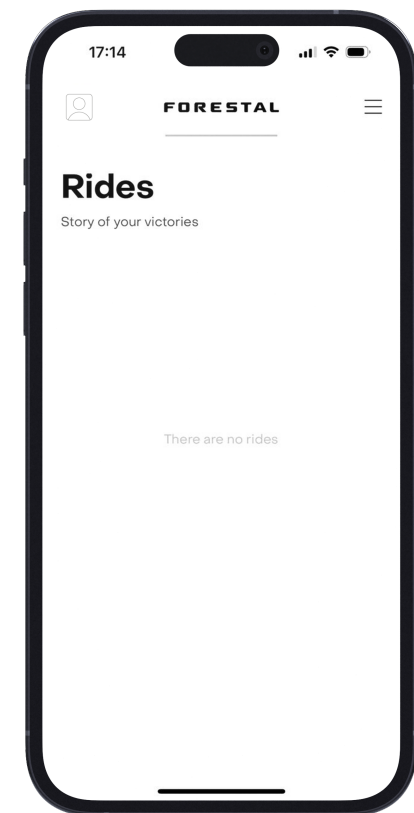 17:14
FORESTAL
Rides
Story of your victories
There are no rides